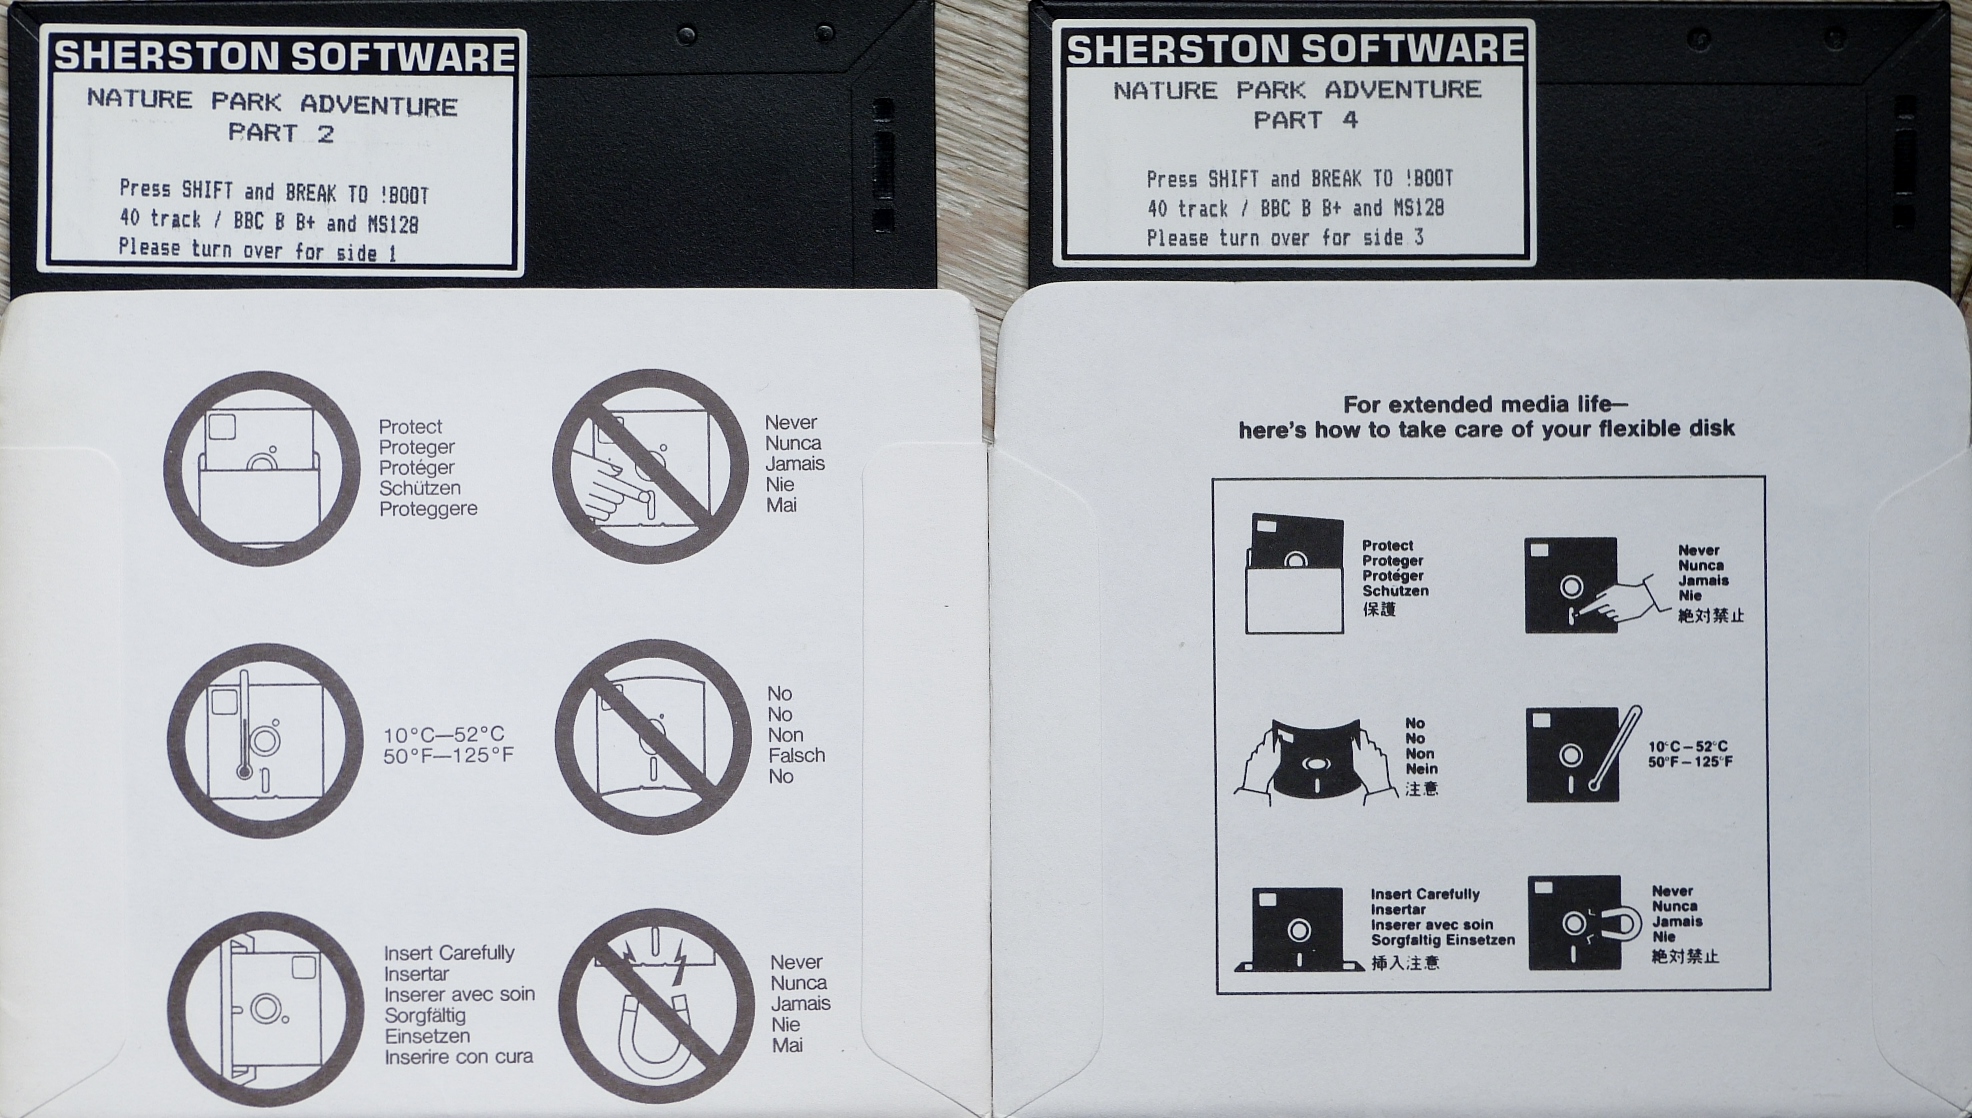 SHERSTON SOFTWARE
NATURE PARK ADVENTURE
PART 2
Press SHIFT and BREAK TO !BOOT
40 track / BBC B B+ and MS128
Please turn over for side 1
Protect
Proteger
Protéger
Schützen
Proteggere
Never
Nunca
Jamais
Nie
Mai
10°C—52°C
50°F—125°F
No
No
Non
Falsch
No
Insert Carefully
Insertar
Inserer avec soin
Sorgfältig
Einsetzen
Inserire con cura
Never
Nunca
Jamais
Nie
Mai
SHERSTON SOFTWARE
NATURE PARK ADVENTURE
PART 4
Press SHIFT and BREAK TO !BOOT
40 track / BBC B B+ and MS128
Please turn over for side 3
For extended media life—
here's how to take care of your flexible disk
Protect
Proteger
Protéger
Schutzen
保護
Never
Nunca
Jamais
Nie
絶対禁止
No
No
Non
Nein
注意
10°C – 52°C
50°F – 125°F
Insert Carefully
Insertar
Inserer avec soin
Sorgfaltig Einsetzen
挿入注意
Never
Nunca
Jamais
Nie
絶対禁止